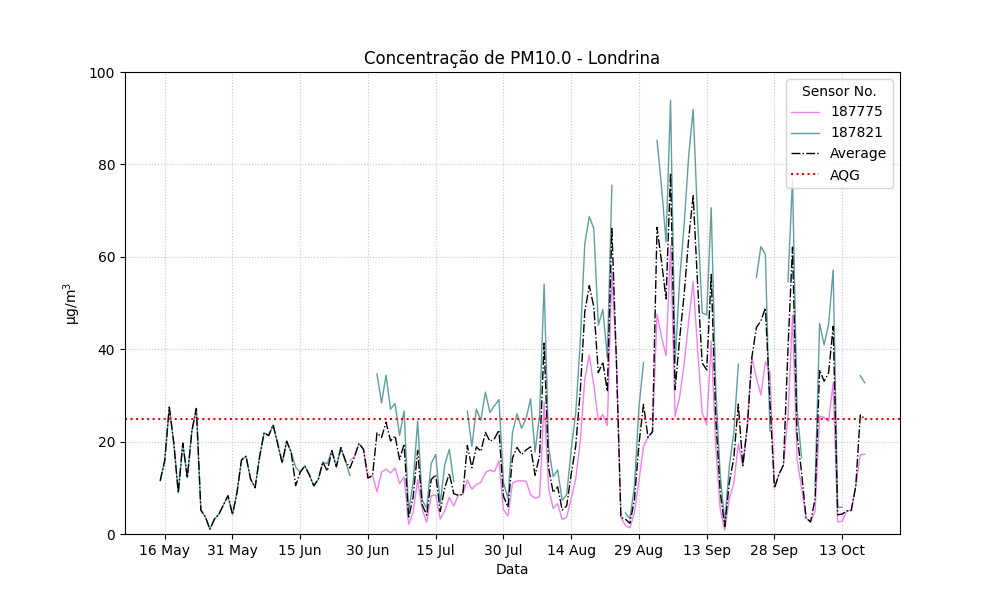 Concentração de PM10.0 - Londrina
Sensor No.
187775
187821
Average
AQG
100
80
60
40
20
0
µg/m³
16 May 31 May 15 Jun 30 Jun 15 Jul 30 Jul 14 Aug 29 Aug 13 Sep 28 Sep 13 Oct
Data